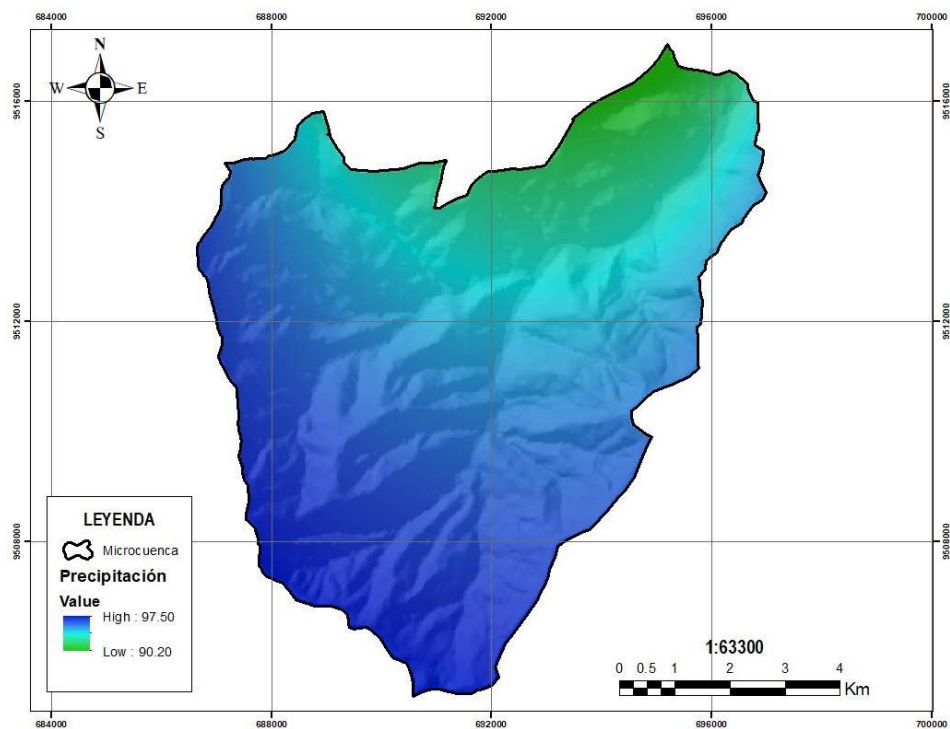 684000 688000 692000 696000 700000
N
W E
S
9516000 9516000
9512000 9512000
LEYENDA
Microcuenca
9508000 9508000
Precipitación
Value
High : 97.50
Low : 90.20
1:63300
0 0.5 1 2 3 4
Km
684000 688000 692000 696000 700000